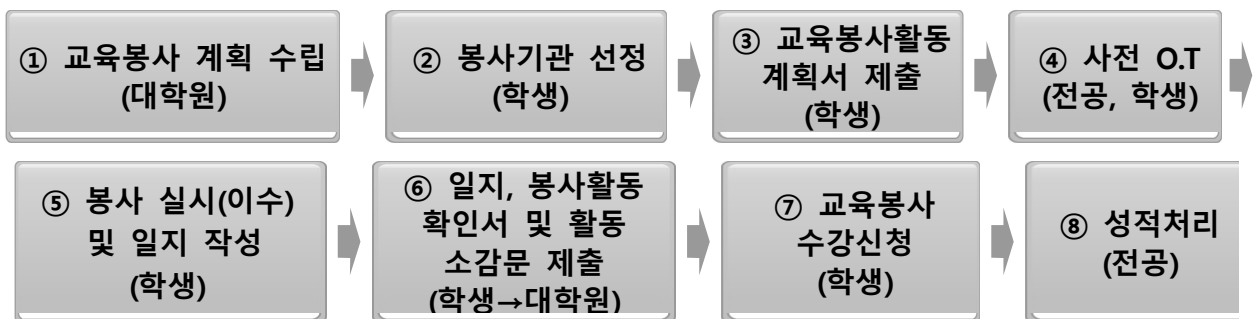 ① 교육봉사 계획 수립
(대학원)
② 봉사기관 선정
(학생)
③ 교육봉사활동
계획서 제출
(학생)
④ 사전 O.T
(전공, 학생)
⑤ 봉사 실시(이수)
및 일지 작성
(학생)
⑥ 일지, 봉사활동
확인서 및 활동
소감문 제출
(학생→대학원)
⑦ 교육봉사
수강신청
(학생)
⑧ 성적처리
(전공)